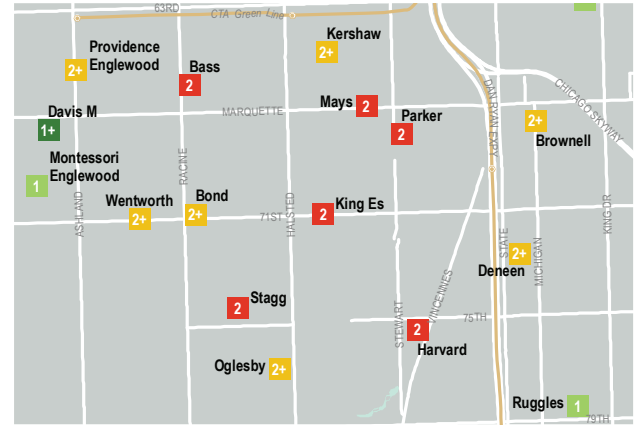 63RD
CTA Green Line
Kershaw
2+
Providence
Englewood
2+
Bass
2
DAN RYAN EXPY
CHICAGO SKYWAY
Mays
2
MARQUETTE
Parker
2
2+
Brownell
Davis M
1+
Montessori
Englewood
1
ASHLAND
RACINE
HALSTED
KING DR
Wentworth
2+
Bond
2+
71ST
King Es
2
STATE
MICHIGAN
2+
Deneen
Stagg
2
STEWART
VINCENNES
75TH
2
Harvard
Oglesby
2+
Ruggles
1
79TH